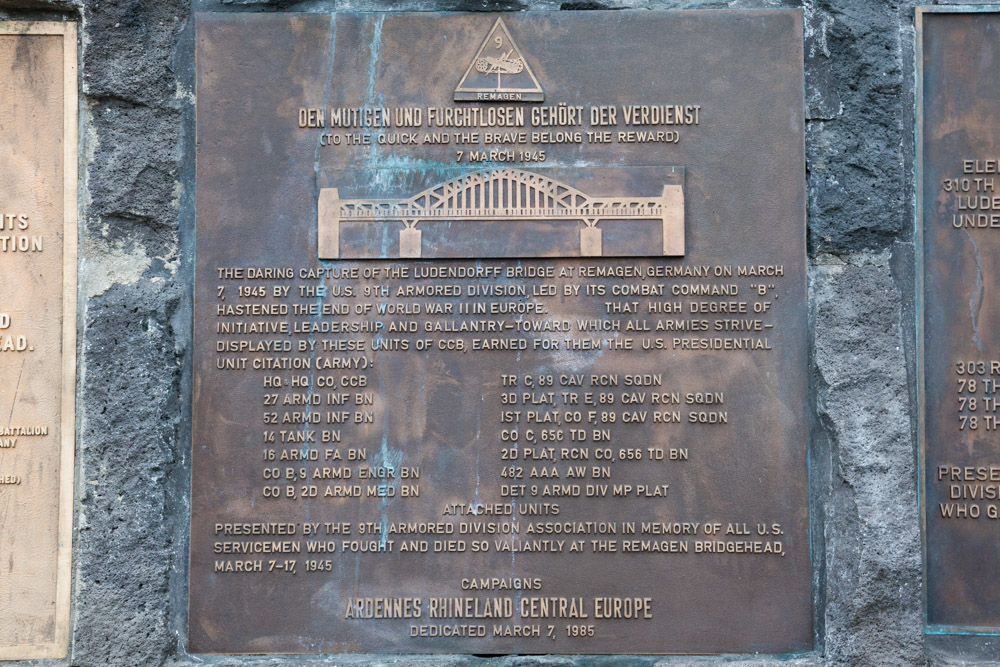 NTS
TION
D
AD.
BATTALION
ANY
HED)
9
REMAGEN
DEN MUTIGEN UND FURCHTLOSEN GEHÖRT DER VERDIENST
(TO THE QUICK AND THE BRAVE BELONG THE REWARD)
7 MARCH 1945
THE DARING CAPTURE OF THE LUDENDORFF BRIDGE AT REMAGEN, GERMANY ON MARCH
7, 1945 BY THE U.S. 9TH ARMORED DIVISION, LED BY ITS COMBAT COMMAND "B",
HASTENED THE END OF WORLD WAR II IN EUROPE. THAT HIGH DEGREE OF
INITIATIVE, LEADERSHIP AND GALLANTRY—TOWARD WHICH ALL ARMIES STRIVE—
DISPLAYED BY THESE UNITS OF CCB, EARNED FOR THEM THE U.S. PRESIDENTIAL
UNIT CITATION (ARMY):
HQ & HQ CO, CCB
27 ARMD INF BN
52 ARMD INF BN
14 TANK BN
16 ARMD FA BN
CO B, 9 ARMD ENGR BN
CO B, 2D ARMD MED BN
TR C, 89 CAV RCN SQDN
3D PLAT, TR E, 89 CAV RCN SQDN
1ST PLAT, CO F, 89 CAV RCN SQDN
CO C, 656 TD BN
2D PLAT, RCN CO, 656 TD BN
482 AAA AW BN
DET 9 ARMD DIV MP PLAT
ATTACHED UNITS
PRESENTED BY THE 9TH ARMORED DIVISION ASSOCIATION IN MEMORY OF ALL U.S.
SERVICEMEN WHO FOUGHT AND DIED SO VALIANTLY AT THE REMAGEN BRIDGEHEAD,
MARCH 7-17, 1945
CAMPAIGNS
ARDENNES RHINELAND CENTRAL EUROPE
DEDICATED MARCH 7, 1985
ELE
310TH
LUDE
UNDE
303 R
78 TH
78 TH
78 TH
PRESE
DIVIS
WHO G